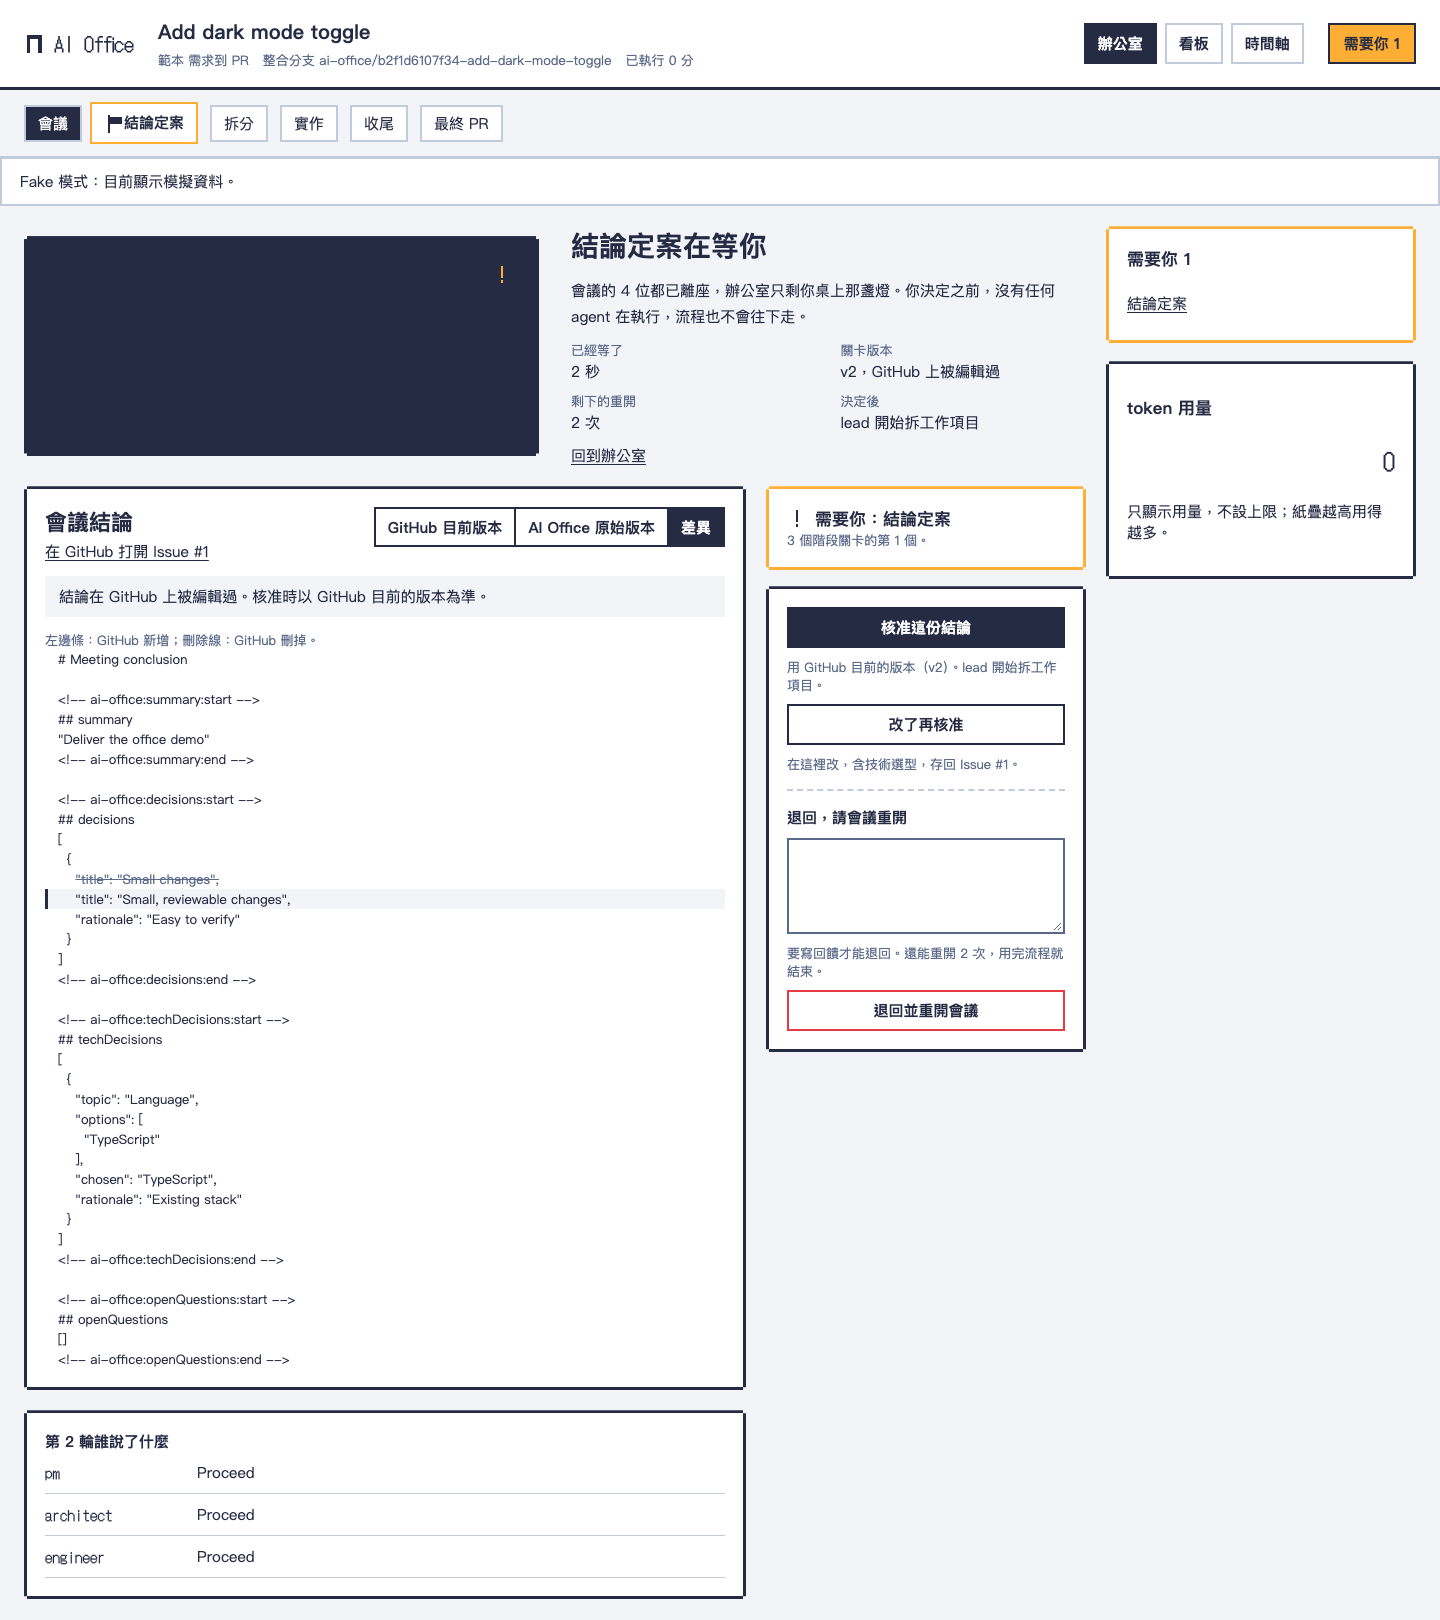 AI Office
Add dark mode toggle
範本 需求到 PR 整合分支 ai-office/b2f1d6107f34-add-dark-mode-toggle 已執行 0 分
辦公室
看板
時間軸
需要你 1
會議
結論定案
拆分
實作
收尾
最終 PR
Fake 模式：目前顯示模擬資料。
!
結論定案在等你
會議的 4 位都已離座，辦公室只剩你桌上那盞燈。你決定之前，沒有任何
agent 在執行，流程也不會往下走。
已經等了
2 秒
關卡版本
v2，GitHub 上被編輯過
剩下的重開
2 次
決定後
lead 開始拆工作項目
回到辦公室
需要你 1
結論定案
token 用量
0
只顯示用量，不設上限；紙疊越高用得
越多。
會議結論
在 GitHub 打開 Issue #1
GitHub 目前版本
AI Office 原始版本
差異
結論在 GitHub 上被編輯過。核准時以 GitHub 目前的版本為準。
左邊條：GitHub 新增；刪除線：GitHub 刪掉。
# Meeting conclusion
<!-- ai-office:summary:start -->
## summary
"Deliver the office demo"
<!-- ai-office:summary:end -->
<!-- ai-office:decisions:start -->
## decisions
[
{
"title": "Small changes",
"title": "Small, reviewable changes",
"rationale": "Easy to verify"
}
]
<!-- ai-office:decisions:end -->
<!-- ai-office:techDecisions:start -->
## techDecisions
[
{
"topic": "Language",
"options": [
"TypeScript"
],
"chosen": "TypeScript",
"rationale": "Existing stack"
}
]
<!-- ai-office:techDecisions:end -->
<!-- ai-office:openQuestions:start -->
## openQuestions
[]
<!-- ai-office:openQuestions:end -->
! 需要你：結論定案
3 個階段關卡的第 1 個。
核准這份結論
用 GitHub 目前的版本（v2）。lead 開始拆工作
項目。
改了再核准
在這裡改，含技術選型，存回 Issue #1。
退回，請會議重開
要寫回饋才能退回。還能重開 2 次，用完流程就
結束。
退回並重開會議
第 2 輪誰說了什麼
pm Proceed
architect Proceed
engineer Proceed